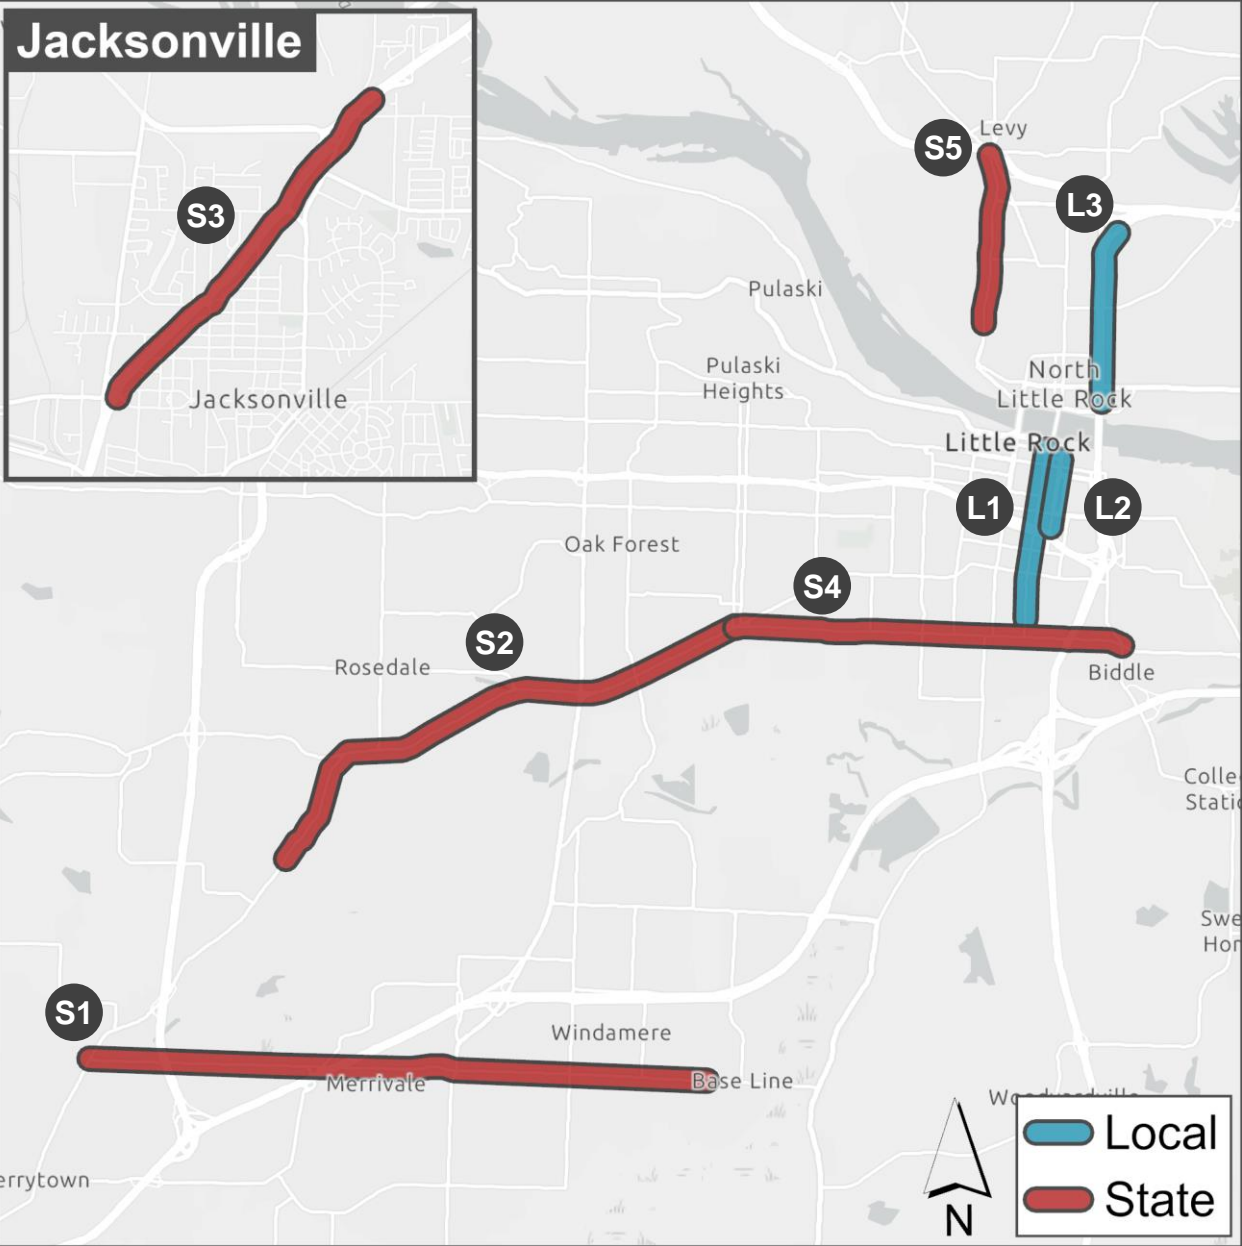 Jacksonville
S3
Jacksonville
Levy
S5
L3
Pulaski
Pulaski
Heights
North
Little Rock
Little Rock
L1
L2
Oak Forest
S4
S2
Rosedale
Biddle
Colle
Static
Swe
Hor
S1
Windamere
Merrivale
Base Line
errytown
Local
State
N